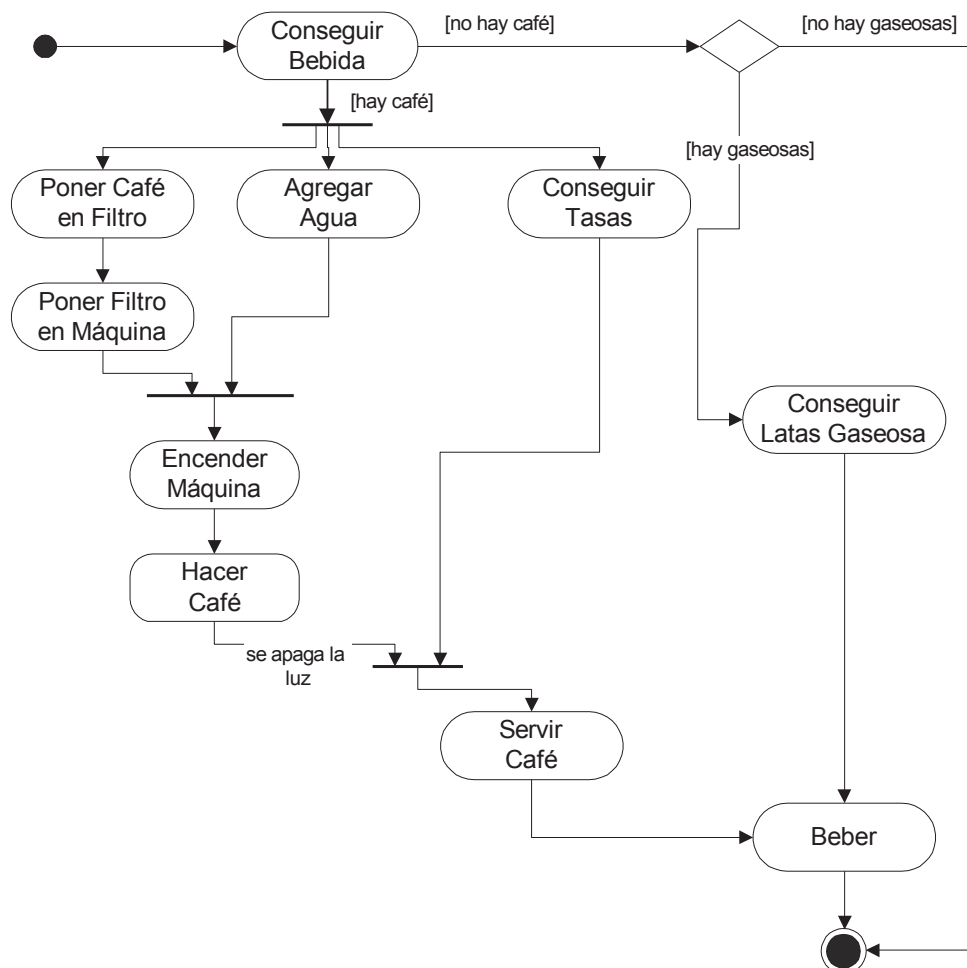 Conseguir
Bebida
[no hay café]
[no hay gaseosas]
[hay café]
[hay gaseosas]
Poner Café
en Filtro
Agregar
Agua
Conseguir
Tasas
Poner Filtro
en Máquina
Conseguir
Latas Gaseosa
Encender
Máquina
Hacer
Café
se apaga la
luz
Servir
Café
Beber